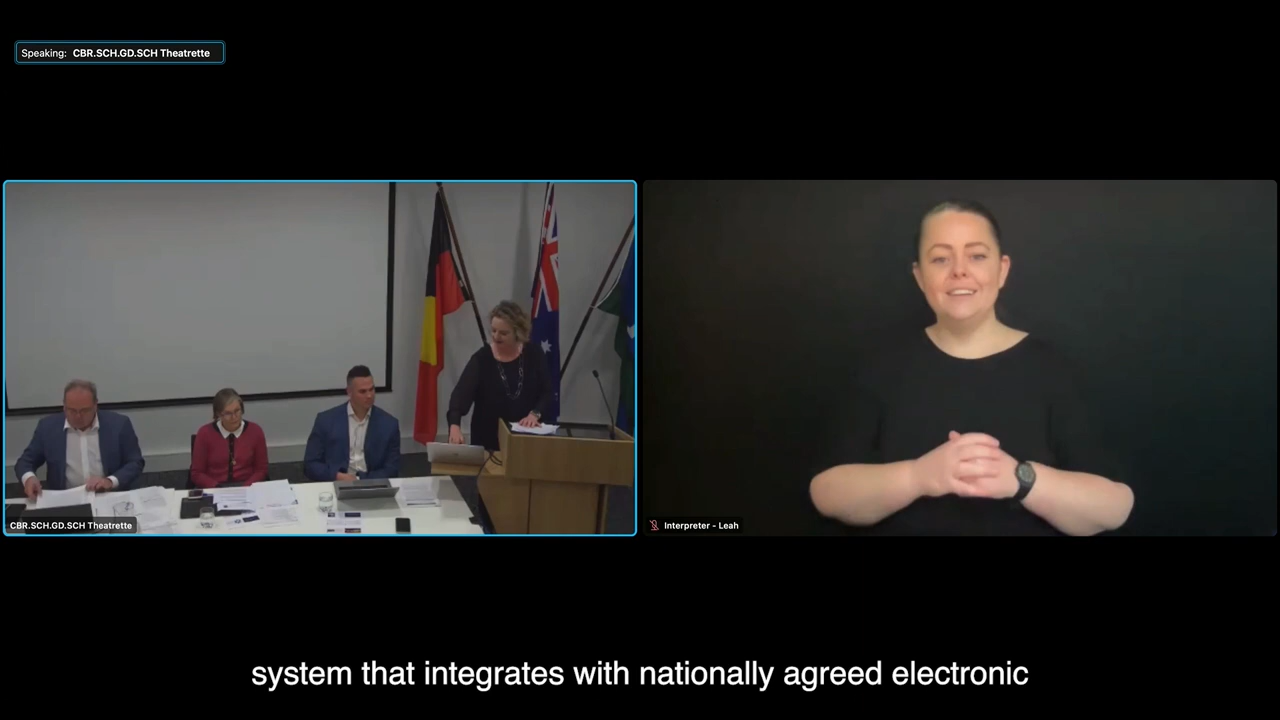 Speaking: CBR.SCH.GD.SCH Theatrette
CBR.SCH.GD.SCH Theatrette
Interpreter - Leah
system that integrates with nationally agreed electronic